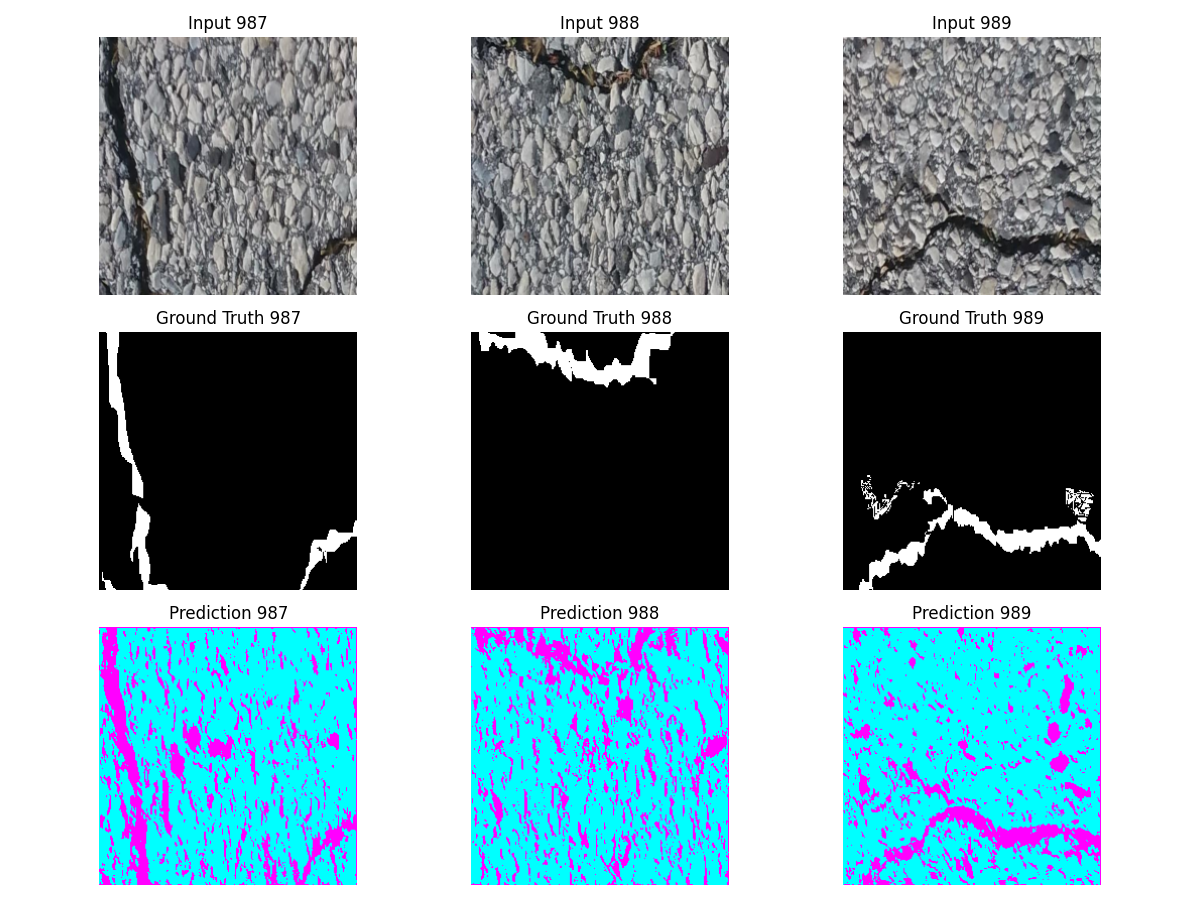 Input 987
Input 988
Input 989
Ground Truth 987
Ground Truth 988
Ground Truth 989
Prediction 987
Prediction 988
Prediction 989